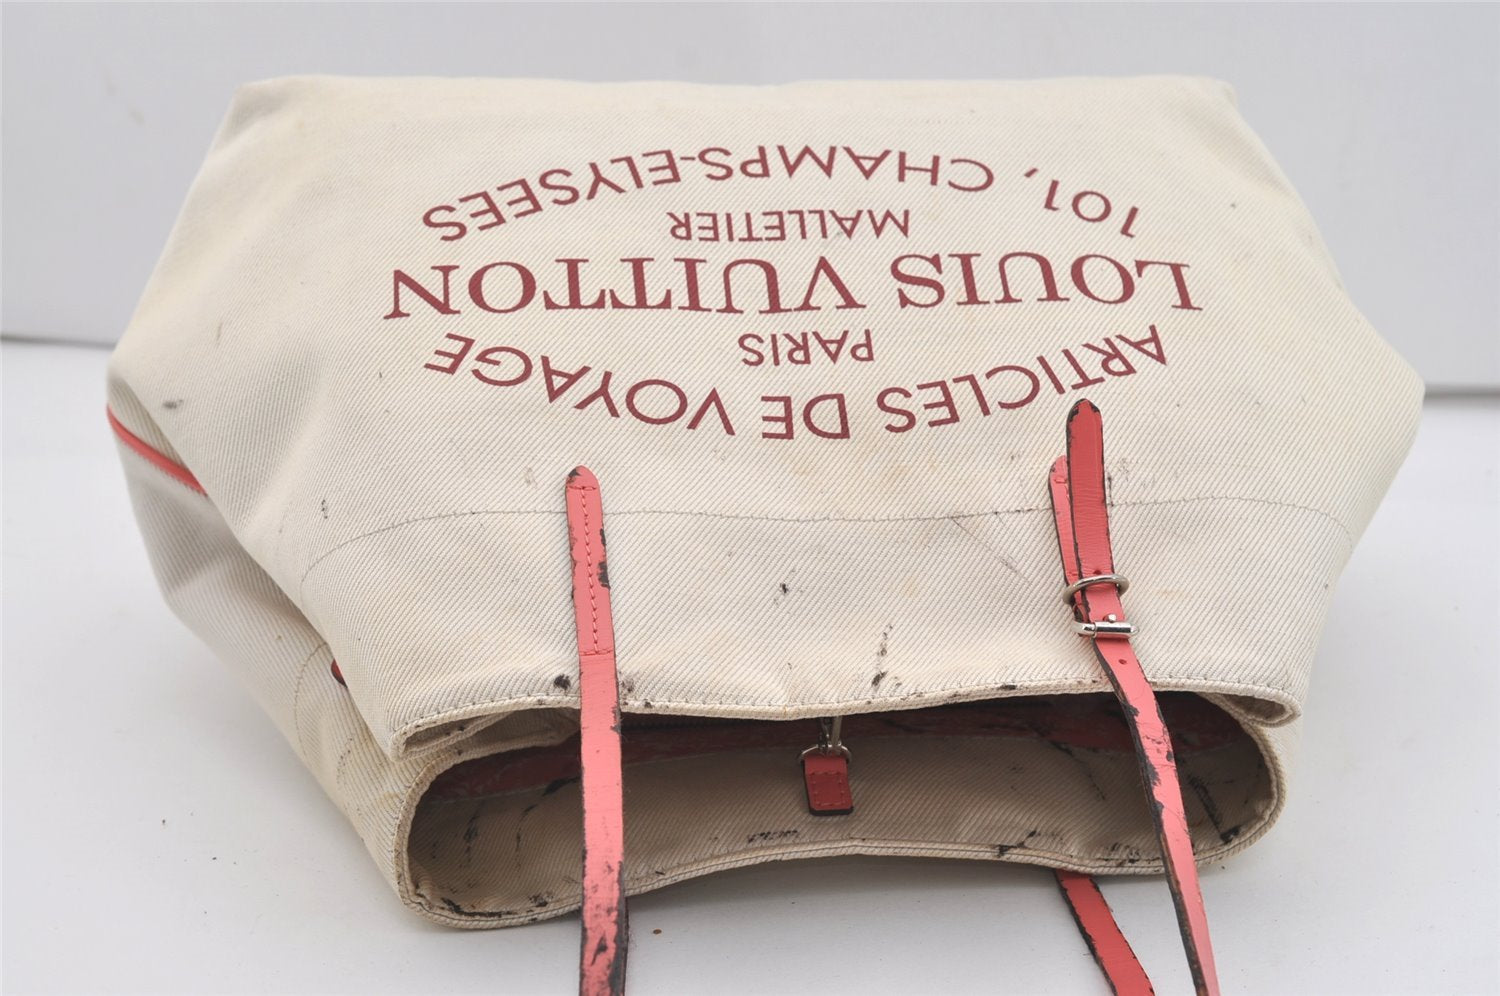 ARTICLES DE VOYAGE
PARIS
LOUIS VUITTON
MALLETIER
101, CHAMPS-ELYSEES